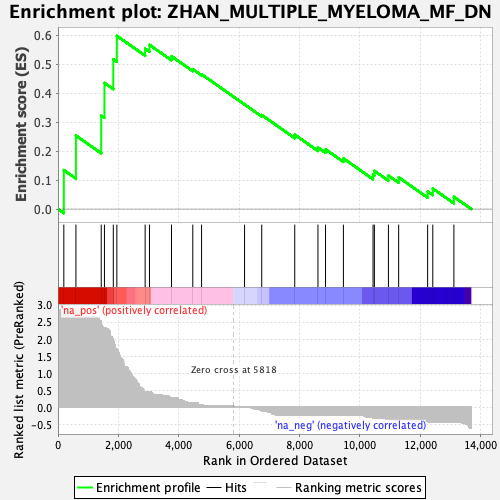 Enrichment plot: ZHAN_MULTIPLE_MYELOMA_MF_DN
Enrichment score (ES)
0.6
0.5
0.4
0.3
0.2
0.1
0.0
'na_pos' (positively correlated)
Ranked list metric (PreRanked)
3.0
2.5
2.0
1.5
1.0
0.5
0.0
-0.5
Zero cross at 5818
'na_neg' (negatively correlated)
0 2,000 4,000 6,000 8,000 10,000 12,000 14,000
Rank in Ordered Dataset
Enrichment profile Hits Ranking metric scores